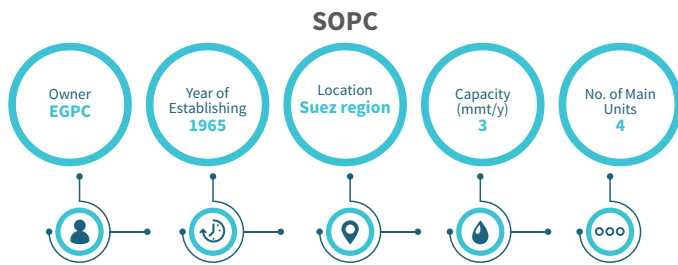 SOPC
Owner
EGPC
Year of
Establishing
1965
Location
Suez region
Capacity
(mmt/y)
3
No. of Main
Units
4